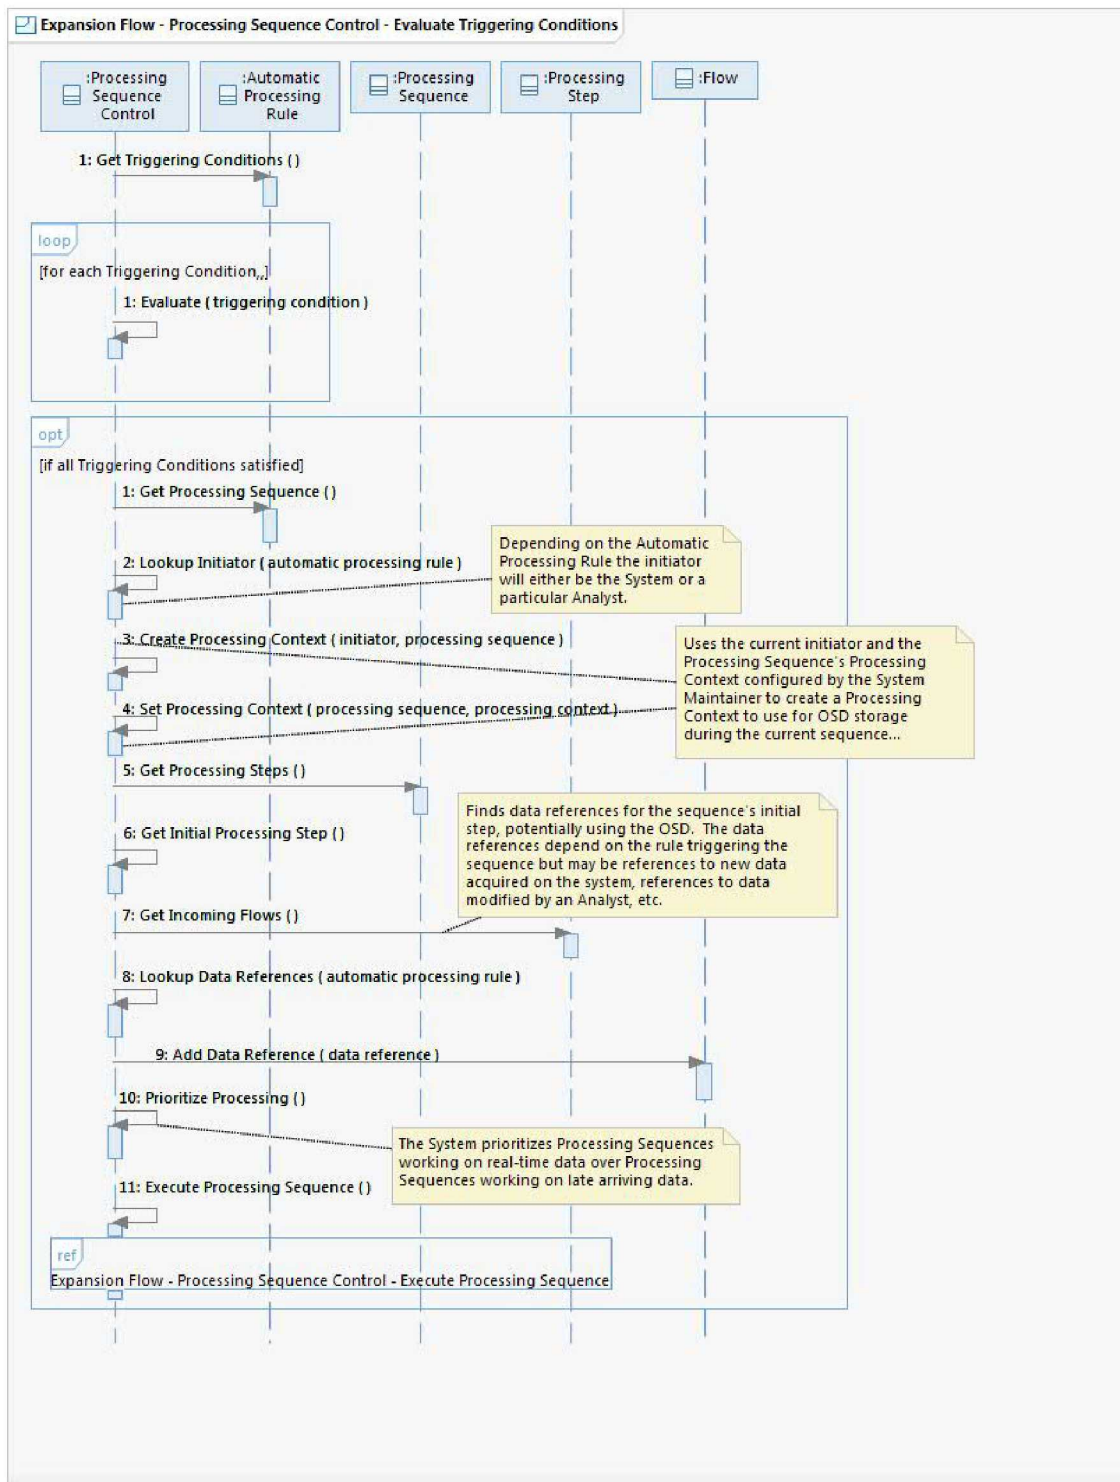 Expansion Flow - Processing Sequence Control - Evaluate Triggering Conditions
:Processing
Sequence
Control
:Automatic
Processing
Rule
:Processing
Sequence
:Processing
Step
:Flow
1: Get Triggering Conditions ( )
loop
[for each Triggering Condition,,]
1: Evaluate ( triggering condition )
opt
[if all Triggering Conditions satisfied]
1: Get Processing Sequence ( )
Depending on the Automatic
Processing Rule the initiator
will either be the System or a
particular Analyst.
2: Lookup Initiator ( automatic processing rule )
3: Create Processing Context ( initiator, processing sequence )
Uses the current initiator and the
Processing Sequence's Processing
Context configured by the System
Maintainer to create a Processing
Context to use for OSD storage
during the current sequence...
4: Set Processing Context ( processing sequence, processing context )
5: Get Processing Steps ( )
Finds data references for the sequence's initial
step, potentially using the OSD.  The data
references depend on the rule triggering the
sequence but may be references to new data
acquired on the system, references to data
modified by an Analyst, etc.
6: Get Initial Processing Step ( )
7: Get Incoming Flows ( )
8: Lookup Data References ( automatic processing rule )
9: Add Data Reference ( data reference )
10: Prioritize Processing ( )
The System prioritizes Processing Sequences
working on real-time data over Processing
Sequences working on late arriving data.
11: Execute Processing Sequence ( )
ref
Expansion Flow - Processing Sequence Control - Execute Processing Sequence